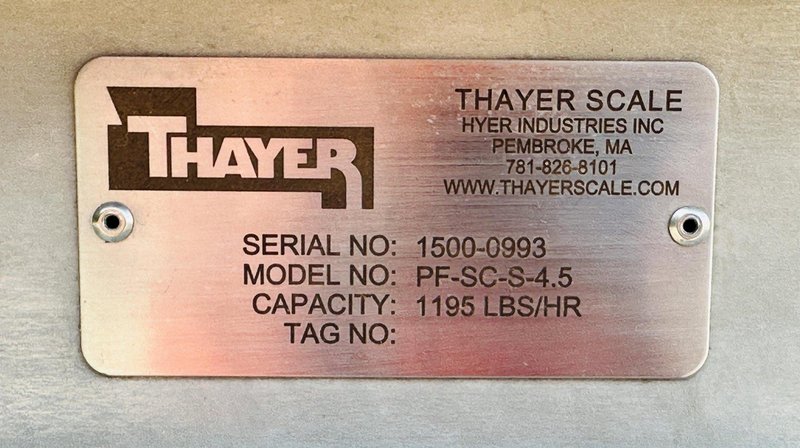 THAYER
THAYER SCALE
HYER INDUSTRIES INC
PEMBROKE, MA
781-826-8101
WWW.THAYERSCALE.COM
SERIAL NO: 1500-0993
MODEL NO: PF-SC-S-4.5
CAPACITY: 1195 LBS/HR
TAG NO: